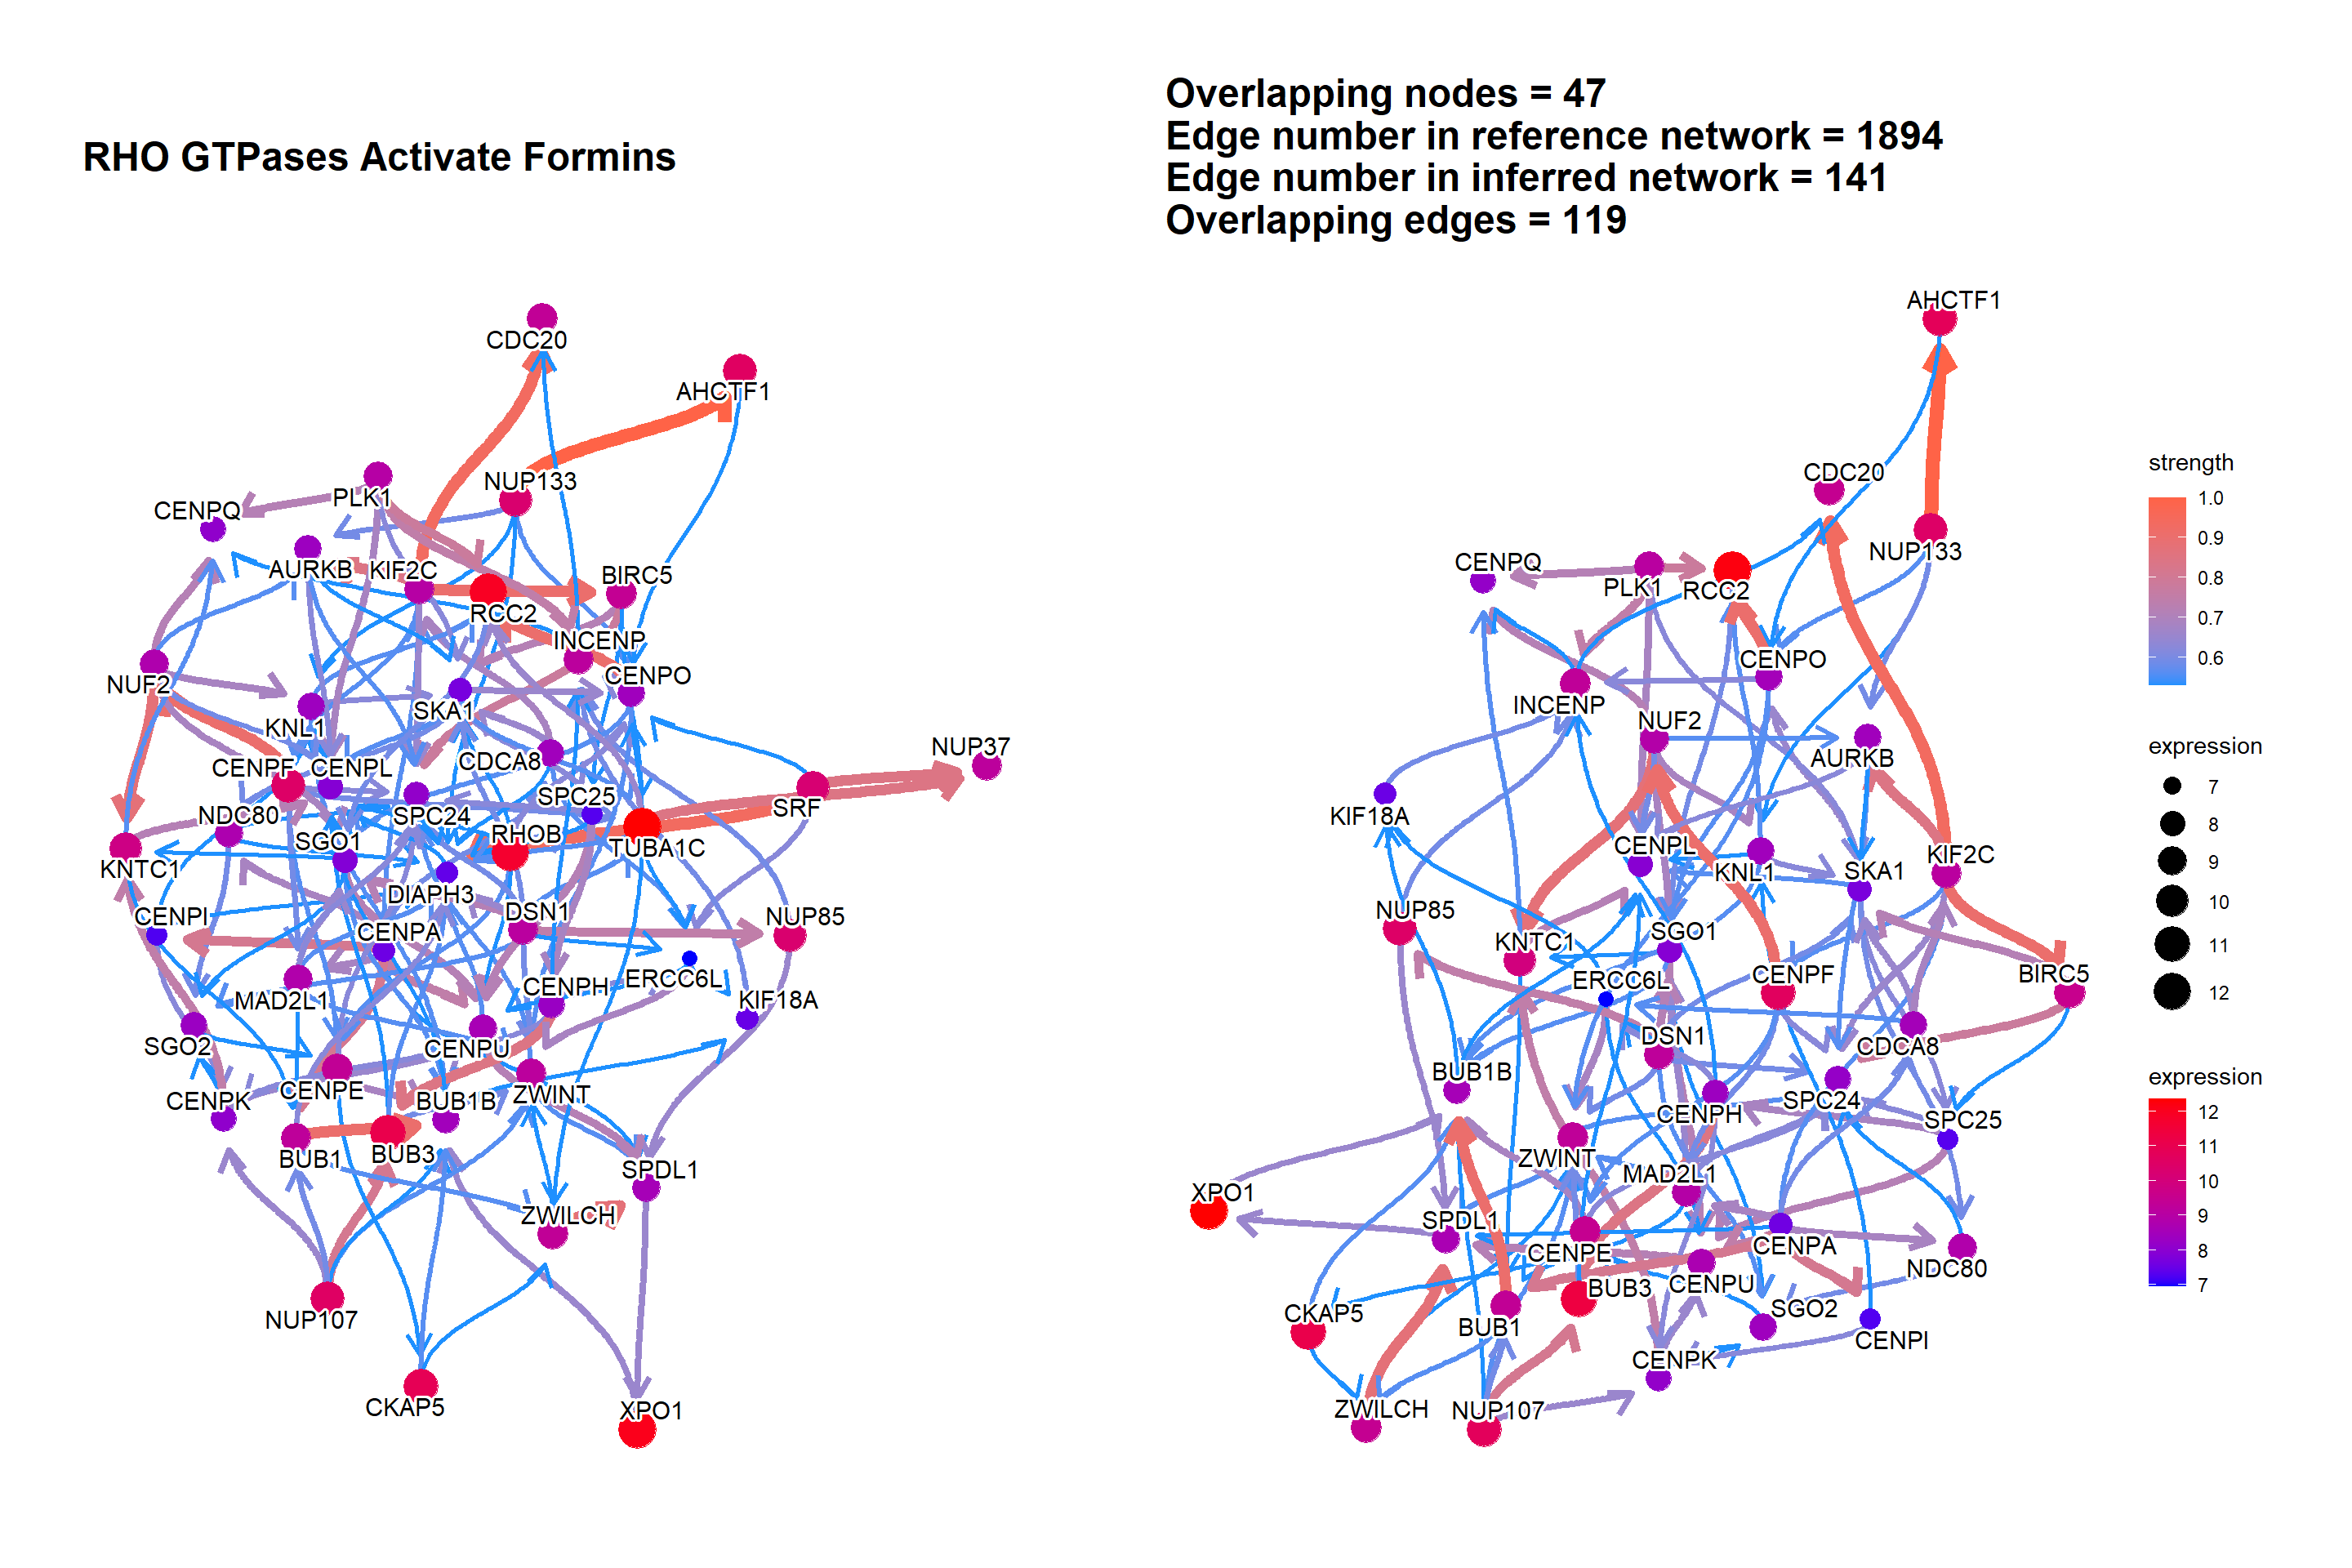 RHO GTPases Activate Formins
CDC20
AHCTF1
NUP133
PLK1
CENPQ
AURKB
KIF2C
BIRC5
RCC2
INCENP
CENPO
NUF2
SKA1
KNL1
CDCA8
NUP37
CENPF
CENPL
SPC25
SRF
NDC80
SPC24
RHOB
SGO1
TUBA1C
KNTC1
DIAPH3
CENPI
DSN1
NUP85
CENPA
ERCC6L
CENPH
MAD2L1
KIF18A
SGO2
CENPU
CENPE
ZWINT
CENPK
BUB1B
BUB1
BUB3
SPDL1
ZWILCH
NUP107
CKAP5
XPO1
Overlapping nodes = 47
Edge number in reference network = 1894
Edge number in inferred network = 141
Overlapping edges = 119
AHCTF1
CDC20
NUP133
CENPQ
PLK1
RCC2
CENPO
INCENP
NUF2
AURKB
KIF18A
CENPL
KIF2C
KNL1
SKA1
NUP85
SGO1
KNTC1
CENPF
BIRC5
ERCC6L
DSN1
CDCA8
BUB1B
SPC24
CENPH
SPC25
ZWINT
MAD2L1
XPO1
SPDL1
CENPE
CENPA
NDC80
CENPU
BUB3
SGO2
CKAP5
BUB1
CENPI
CENPK
ZWILCH
NUP107
strength
1.0
0.9
0.8
0.7
0.6
expression
7
8
9
10
11
12
expression
12
11
10
9
8
7